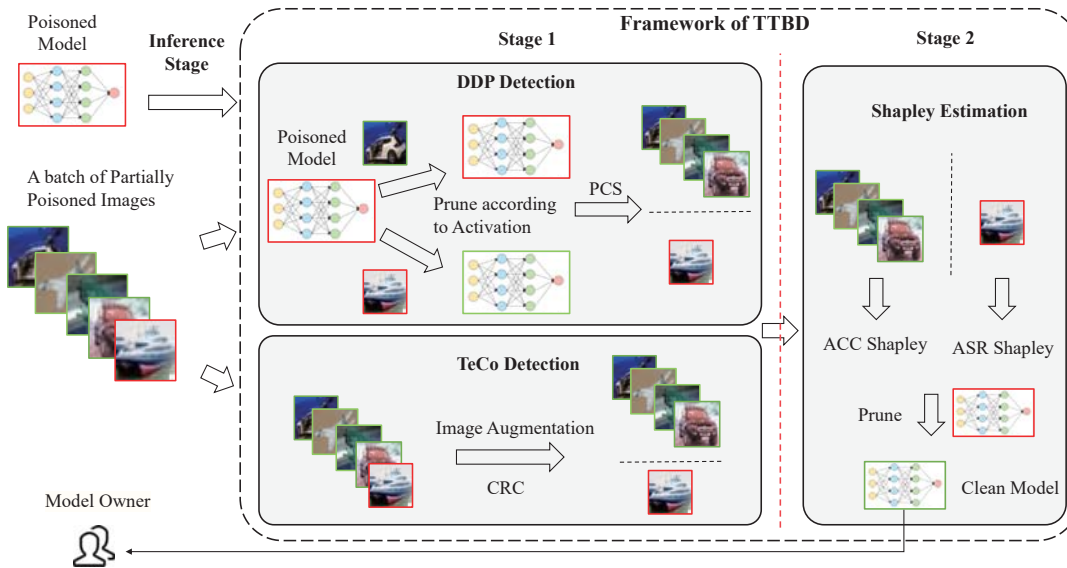 Framework of TTBD
Poisoned
Model
Inference
Stage
Stage 1
Stage 2
DDP Detection
Poisoned
Model
Prune according
to Activation
PCS
A batch of Partially
Poisoned Images
TeCo Detection
Image Augmentation
CRC
Shapley Estimation
ACC Shapley
ASR Shapley
Prune
Clean Model
Model Owner